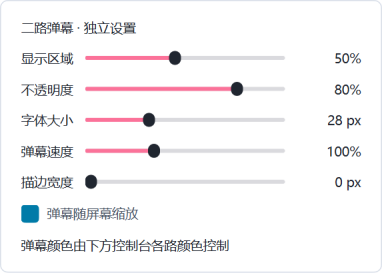 二路弹幕 · 独立设置
显示区域 50%
不透明度 80%
字体大小 28 px
弹幕速度 100%
描边宽度 0 px
弹幕随屏幕缩放
弹幕颜色由下方控制台各路颜色控制